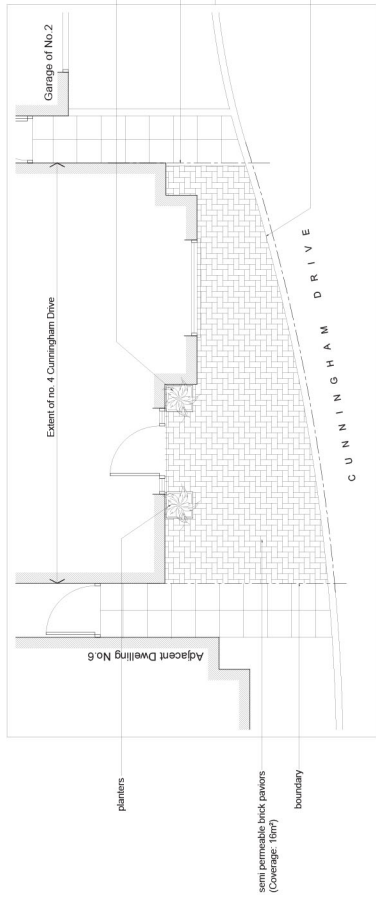 Garage of No.2
Extent of no. 4 Cunningham Drive
CUNNINGHAM DRIVE
Adjacent Dwelling No.6
planters
semi permeable brick paviors
(Coverage: 16m²)
boundary